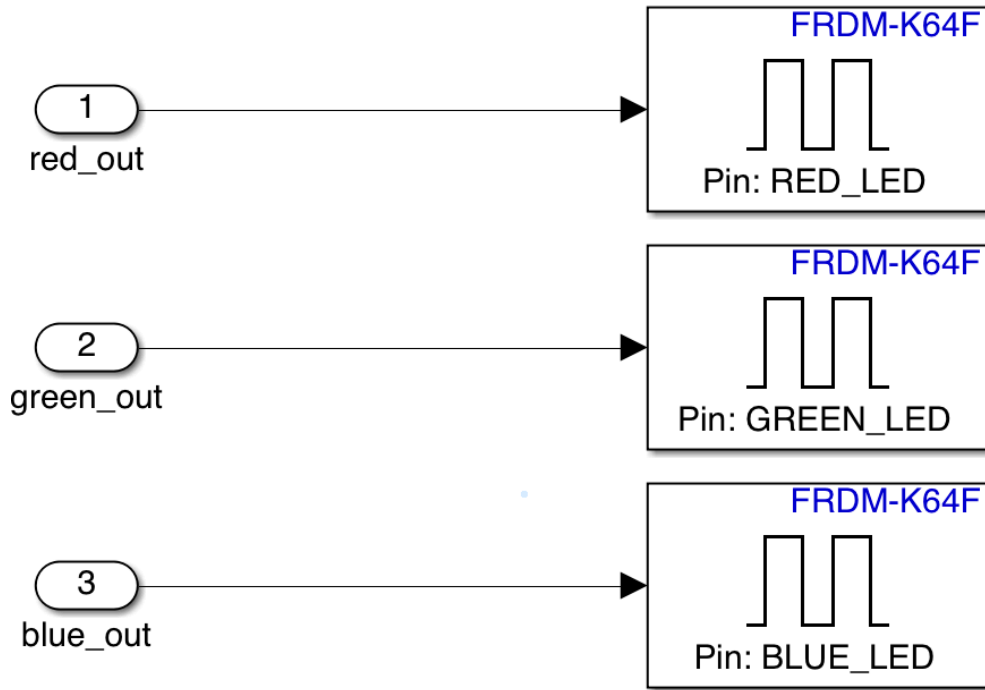 FRDM-K64F
1
red_out
Pin: RED_LED
FRDM-K64F
2
green_out
Pin: GREEN_LED
FRDM-K64F
3
blue_out
Pin: BLUE_LED